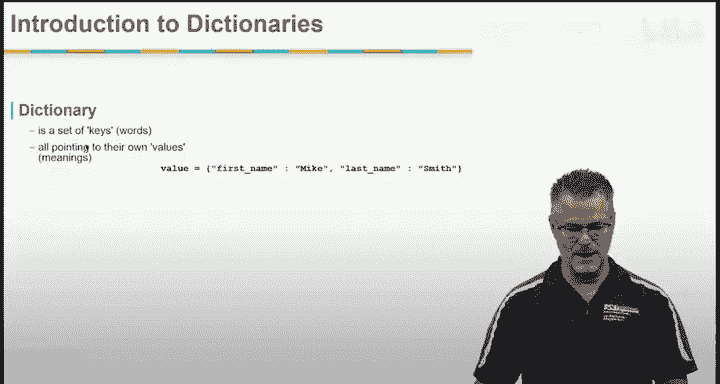 Introduction to Dictionaries
Dictionary
– is a set of 'keys' (words)
– all pointing to their own 'values'
(meanings)
value = {"first_name" : "Mike", "last_name" : "Smith"}